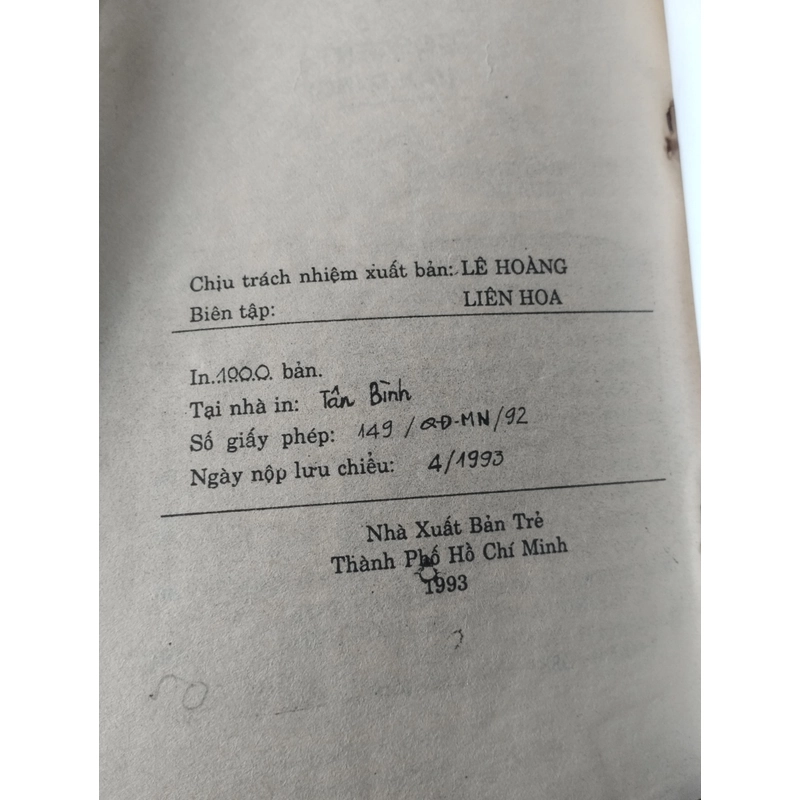 Chịu trách nhiệm xuất bản: LÊ HOÀNG
Biên tập: LIÊN HOA
In..1000. bản.
Tại nhà in: Tân Bình
Số giấy phép: 149/QĐ-MN/92
Ngày nộp lưu chiểu: 4/1993
Nhà Xuất Bản Trẻ
Thành Phố Hồ Chí Minh
1993